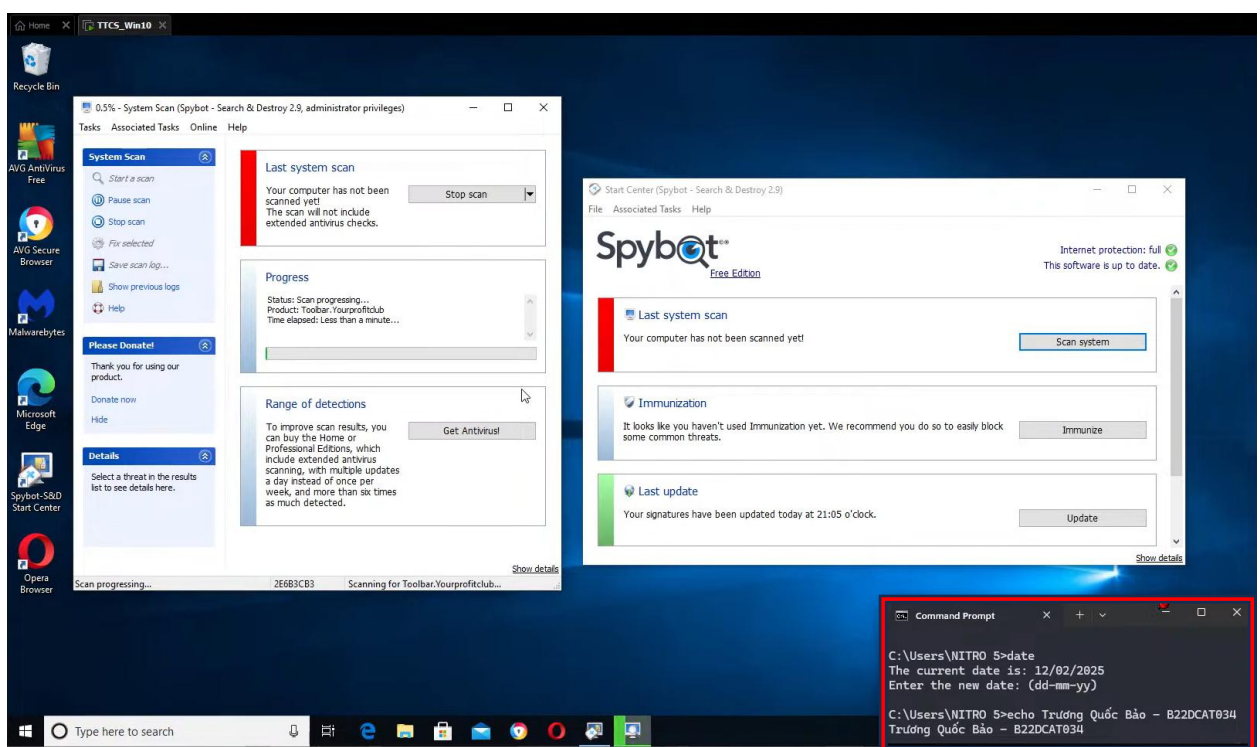 Home
TTCS_Win10
Recycle Bin
AVG AntiVirus
Free
AVG Secure
Browser
Malwarebytes
Microsoft
Edge
Spybot-S&D
Start Center
Opera
Browser
0.5% - System Scan (Spybot - Search & Destroy 2.9, administrator privileges)
Tasks Associated Tasks Online Help
System Scan
Start a scan
Pause scan
Stop scan
Fix selected
Save scan log...
Show previous logs
Help
Please Donate!
Thank you for using our
product.
Donate now
Hide
Details
Select a threat in the results
list to see details here.
Last system scan
Your computer has not been
scanned yet!
The scan will not include
extended antivirus checks.
Stop scan
Progress
Status: Scan progressing...
Product: Toolbar.Yourprofitclub
Time elapsed: Less than a minute...
Range of detections
To improve scan results, you
can buy the Home or
Professional Editions, which
include extended antivirus
scanning, with multiple updates
a day instead of once per
week, and more than six times
as much detected.
Get Antivirus!
Show details
Scan progressing... 2E6B3CB3 Scanning for Toolbar.Yourprofitclub...
Start Center (Spybot - Search & Destroy 2.9)
File Associated Tasks Help
Spybot
Free Edition
Internet protection: full
This software is up to date.
Last system scan
Your computer has not been scanned yet!
Scan system
Immunization
It looks like you haven't used Immunization yet. We recommend you do so to easily block
some common threats.
Immunize
Last update
Your signatures have been updated today at 21:05 o'clock.
Update
Show details
Command Prompt
C:\Users\NITRO 5>date
The current date is: 12/02/2025
Enter the new date: (dd-mm-yy)
C:\Users\NITRO 5>echo Trương Quốc Bảo - B22DCAT034
Trương Quốc Bảo - B22DCAT034
Type here to search